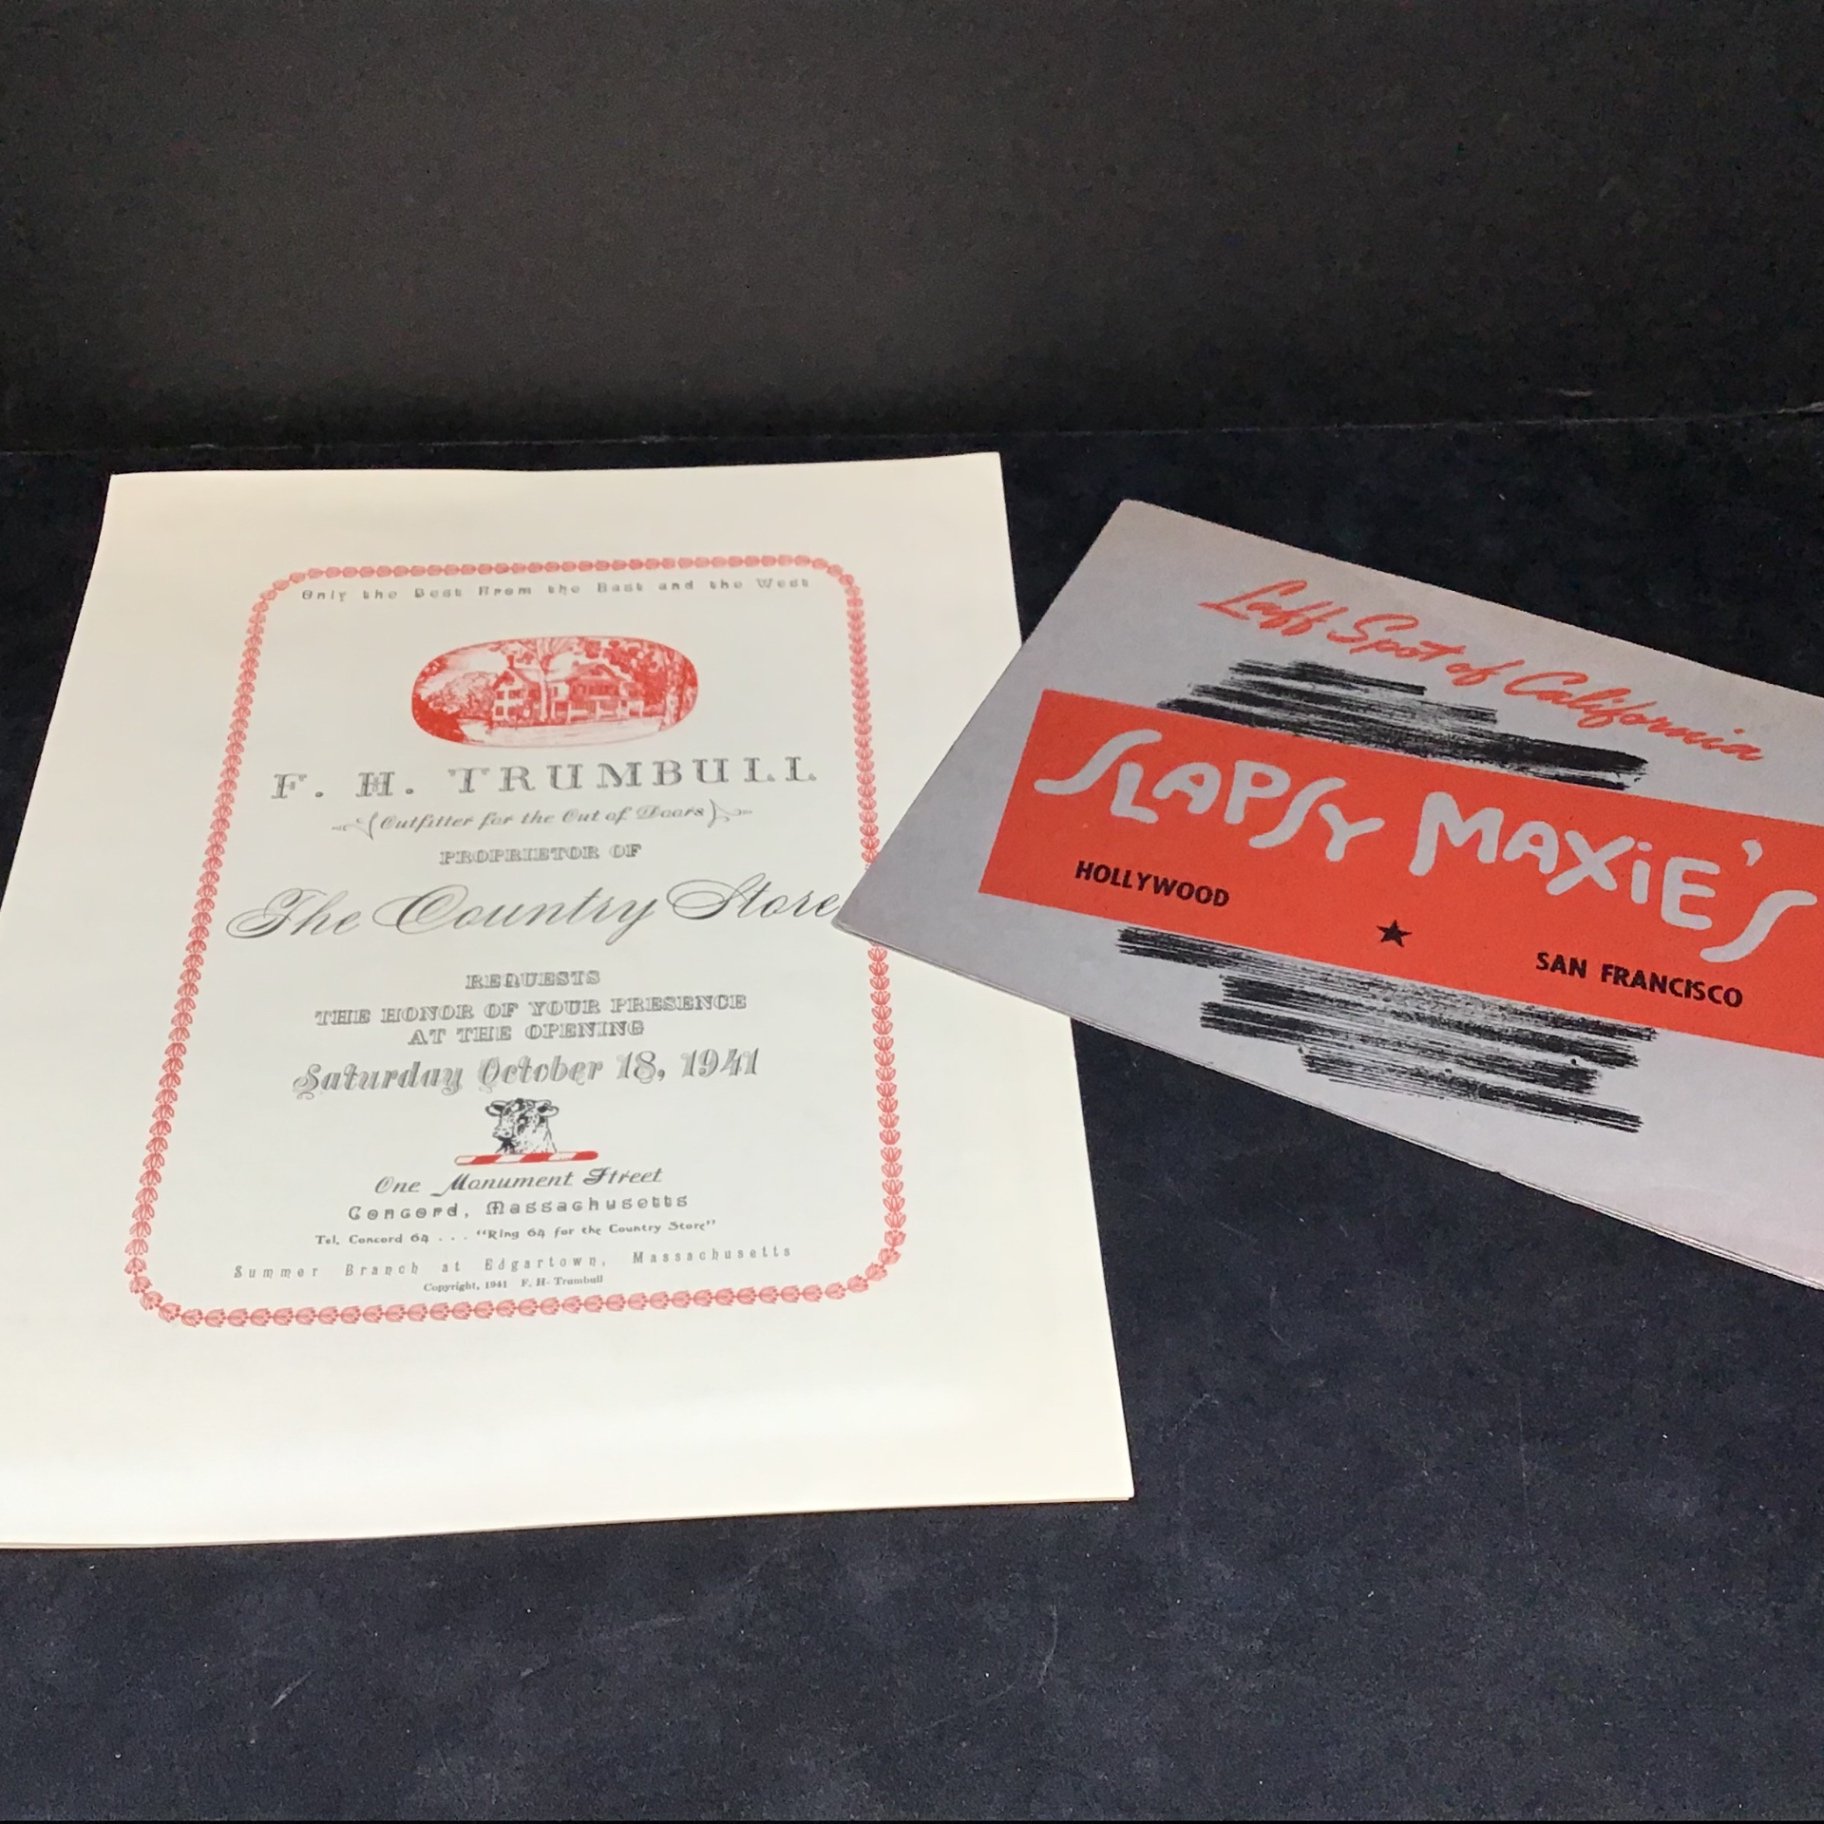 Only the Best From the East and the West
F. H. TRUMBULL
Outfitter for the Out of Doors
PROPRIETOR OF
The Country Store
REQUESTS
THE HONOR OF YOUR PRESENCE
AT THE OPENING
Saturday October 18, 1941
One Monument Street
Concord, Massachusetts
Tel. Concord 64 . . . "Ring 64 for the Country Store"
Summer Branch at Edgartown, Massachusetts
Copyright, 1941 F. H. Trumbull
Laff Spot of California
SLAPSY MAXiE'S
HOLLYWOOD
SAN FRANCISCO